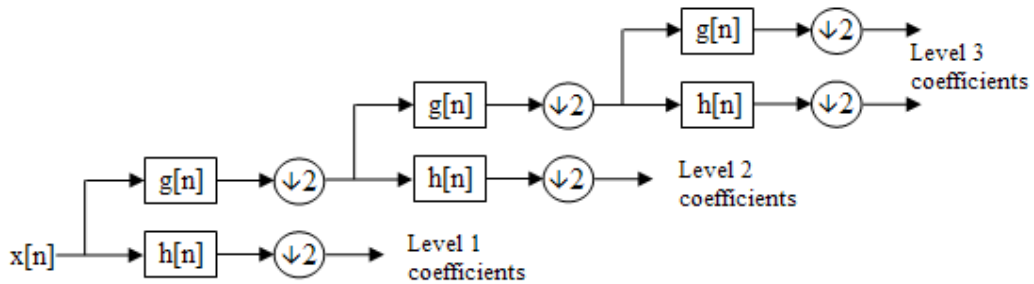 g[n] ↓2
Level 3
coefficients
g[n] ↓2 h[n] ↓2
g[n] ↓2 h[n] ↓2
Level 2
coefficients
x[n] h[n] ↓2
Level 1
coefficients